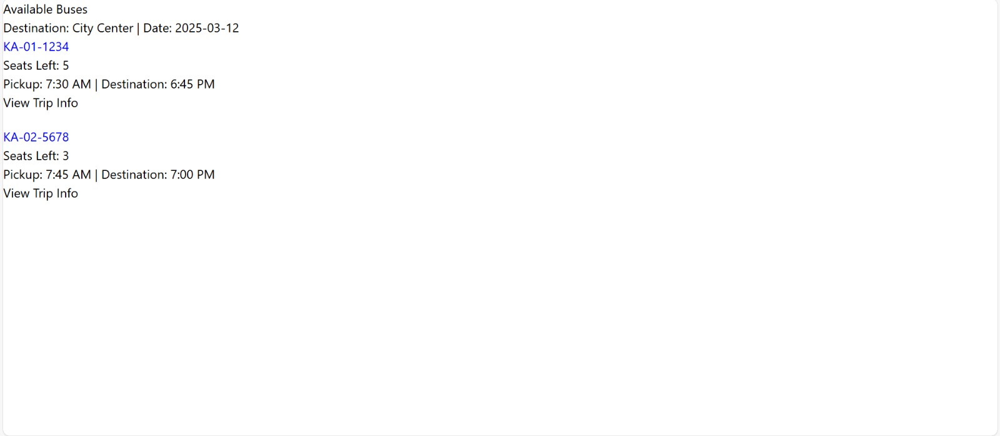 Available Buses
Destination: City Center | Date: 2025-03-12
KA-01-1234
Seats Left: 5
Pickup: 7:30 AM | Destination: 6:45 PM
View Trip Info
KA-02-5678
Seats Left: 3
Pickup: 7:45 AM | Destination: 7:00 PM
View Trip Info